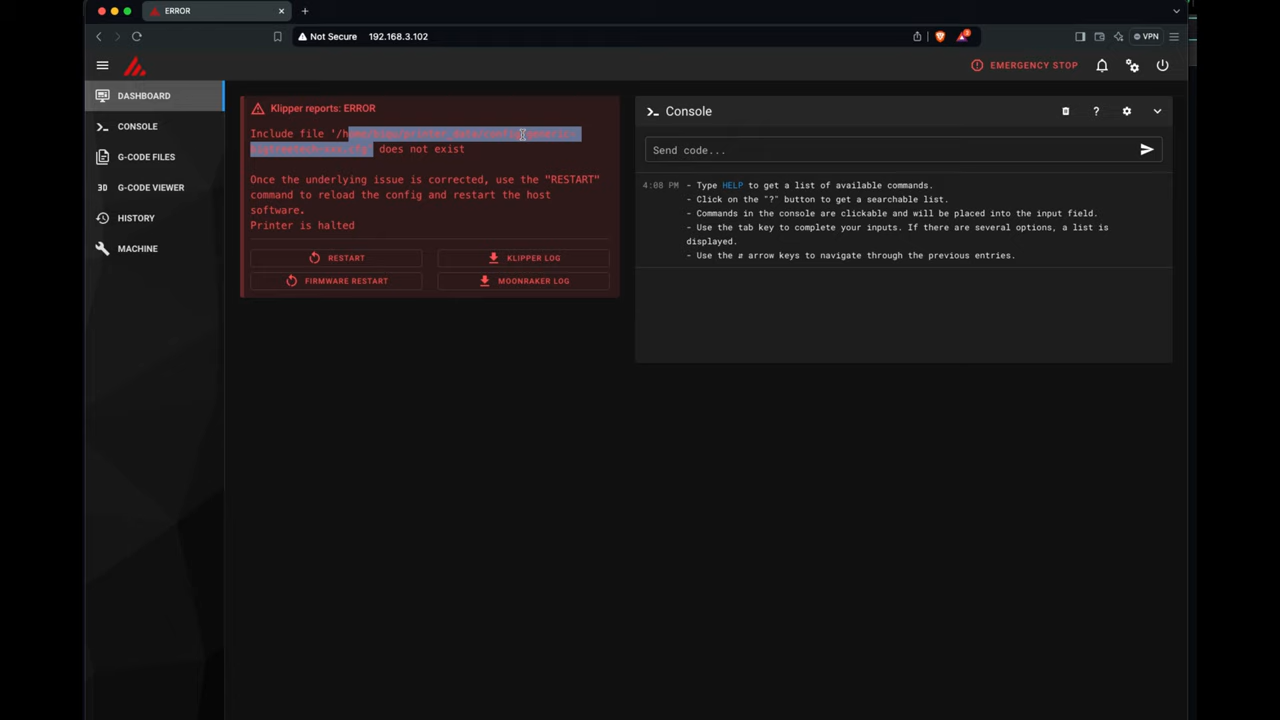 ERROR
Not Secure 192.168.3.102
VPN
EMERGENCY STOP
DASHBOARD
CONSOLE
G-CODE FILES
3D G-CODE VIEWER
HISTORY
MACHINE
Klipper reports: ERROR
Include file '/home/biqu/printer_data/config/generic-
does not exist
Once the underlying issue is corrected, use the "RESTART"
command to reload the config and restart the host
software.
Printer is halted
RESTART
KLIPPER LOG
FIRMWARE RESTART
MOONRAKER LOG
Console
Send code...
4:08 PM - Type HELP to get a list of available commands.
- Click on the "?" button to get a searchable list.
- Commands in the console are clickable and will be placed into the input field.
- Use the tab key to complete your inputs. If there are several options, a list is
displayed.
- Use the ⇵ arrow keys to navigate through the previous entries.